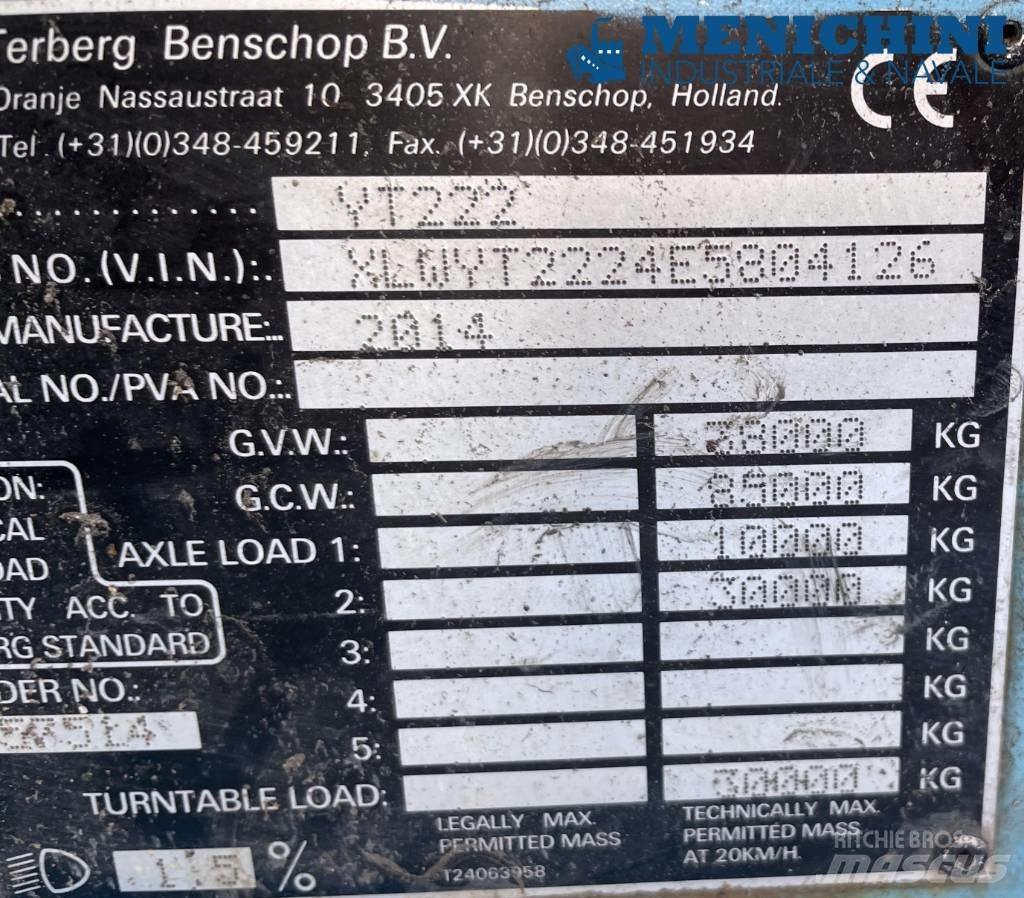 Terberg Benschop B.V.
MENICHINI
INDUSTRIALE & NAVALE
Oranje Nassaustraat 10 3405 XK Benschop, Holland.
CE
Tel. (+31)(0)348-459211, Fax. (+31)(0)348-451934
YT222
NO. (V.I.N.): XLWYT2224E5804126
MANUFACTURE: 2014
AL NO./PVA NO.:
G.V.W.: 38000 KG
G.C.W.: 85000 KG
ON:
CAL
OAD
AXLE LOAD 1: 10000 KG
ITY ACC. TO
RG STANDARD
2: 30000 KG
3: KG
DER NO.:
4: KG
5: KG
TURNTABLE LOAD: 30000 KG
LEGALLY MAX.
PERMITTED MASS
TECHNICALLY MAX.
PERMITTED MASS
AT 20KM/H.
T24063958
1.5 %
RITCHIE BROS
MASCUS